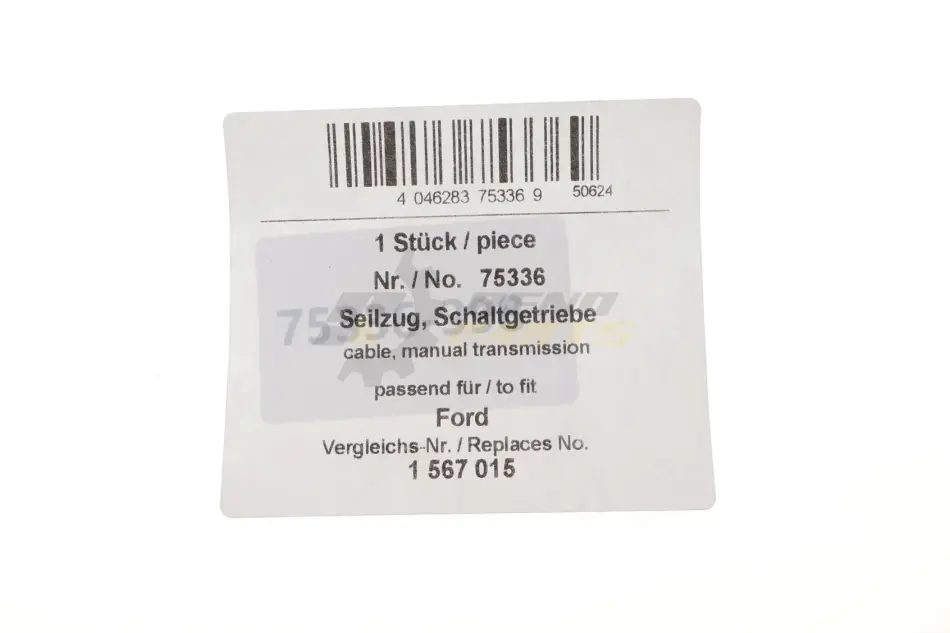 4 046283 75336 9 50624
1 Stück / piece
Nr. / No. 75336
Seilzug, Schaltgetriebe
cable, manual transmission
passend für / to fit
Ford
Vergleichs-Nr. / Replaces No.
1 567 015